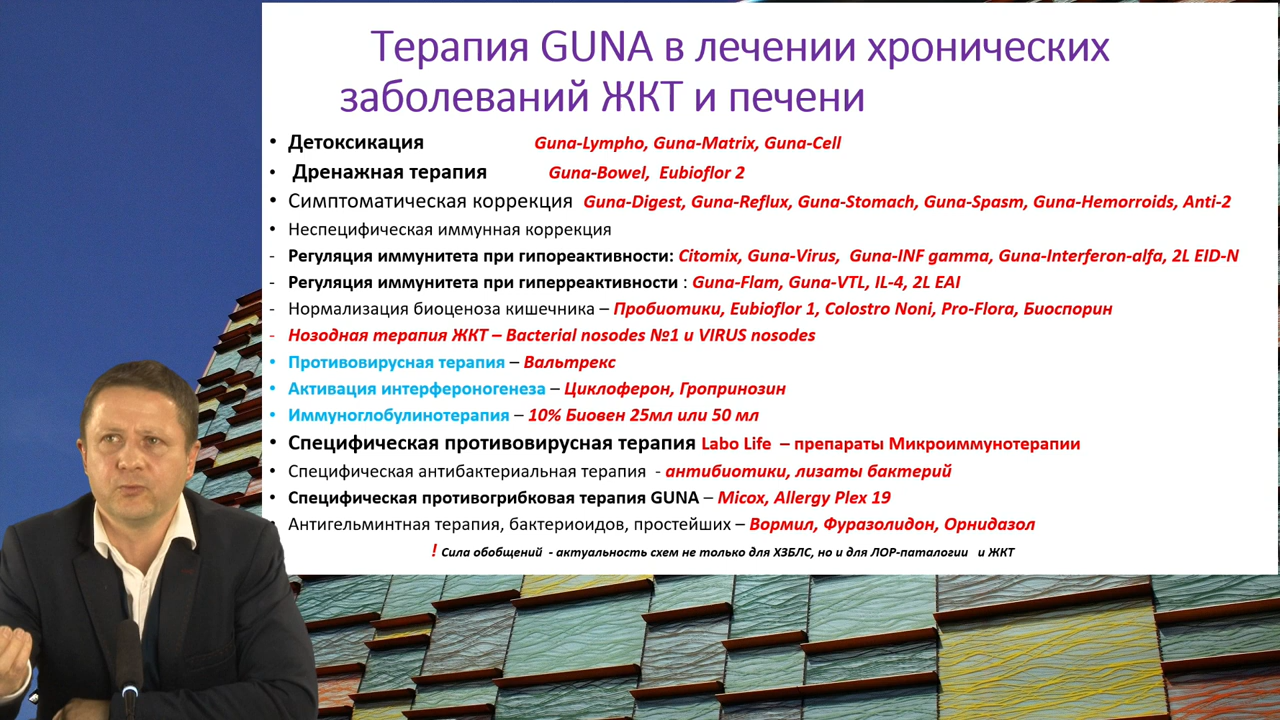 Терапия GUNA в лечении хронических
заболеваний ЖКТ и печени
• Детоксикация Guna-Lympho, Guna-Matrix, Guna-Cell
• Дренажная терапия Guna-Bowel, Eubioflor 2
• Симптоматическая коррекция Guna-Digest, Guna-Reflux, Guna-Stomach, Guna-Spasm, Guna-Hemorroids, Anti-2
• Неспецифическая иммунная коррекция
- Регуляция иммунитета при гипореактивности: Citomix, Guna-Virus, Guna-INF gamma, Guna-Interferon-alfa, 2L EID-N
- Регуляция иммунитета при гиперреактивности : Guna-Flam, Guna-VTL, IL-4, 2L EAI
- Нормализация биоценоза кишечника – Пробиотики, Eubioflor 1, Colostro Noni, Pro-Flora, Биоспорин
- Нозодная терапия ЖКТ – Bacterial nosodes №1 и VIRUS nosodes
• Противовирусная терапия – Вальтрекс
• Активация интерфероногенеза – Циклоферон, Гропринозин
• Иммуноглобулинотерапия – 10% Биовен 25мл или 50 мл
• Специфическая противовирусная терапия Labo Life – препараты Микроиммунотерапии
• Специфическая антибактериальная терапия - антибиотики, лизаты бактерий
• Специфическая противогрибковая терапия GUNA – Micox, Allergy Plex 19
• Антигельминтная терапия, бактериоидов, простейших – Вормил, Фуразолидон, Орнидазол
! Сила обобщений - актуальность схем не только для ХЗБЛС, но и для ЛОР-паталогии и ЖКТ